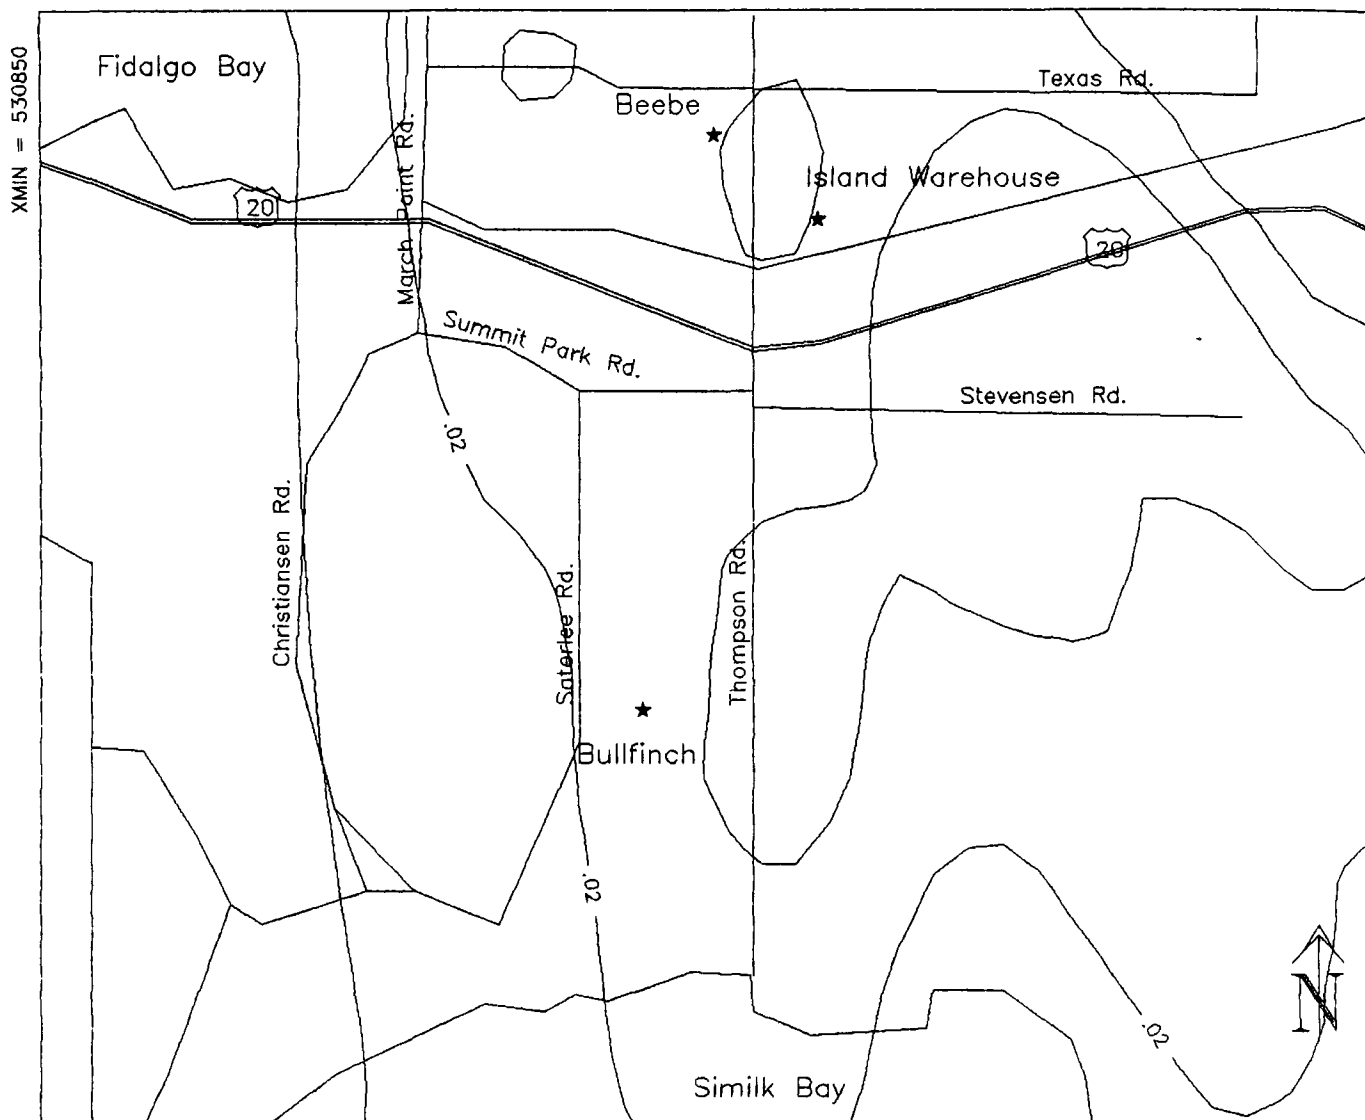 XMIN = 530850
Fidalgo Bay
Texas Rd.
Beebe
March Point Rd.
Island Warehouse
20
20
Summit Park Rd.
Stevensen Rd.
.02
Christiansen Rd.
Saterlee Rd.
Thompson Rd.
Bullfinch
.02
.02
N
Similk Bay